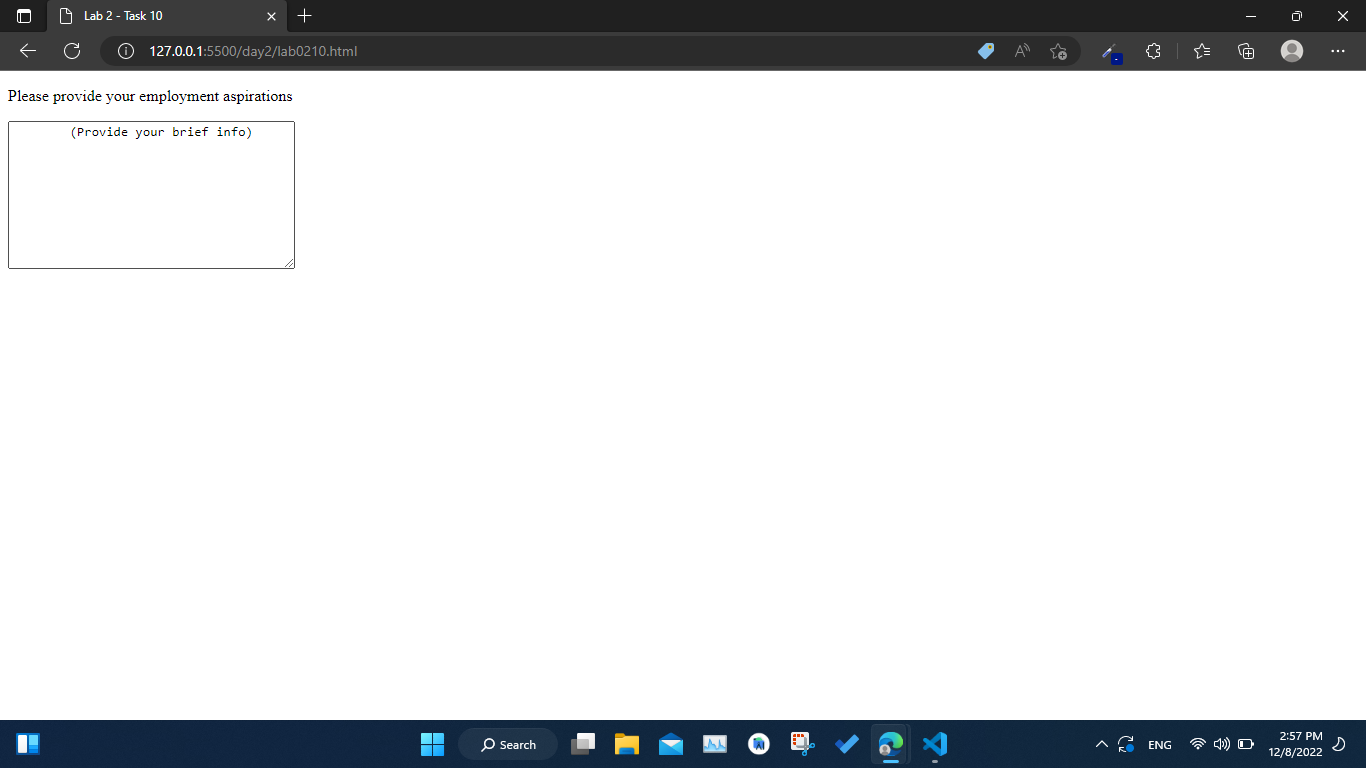 Lab 2 - Task 10
127.0.0.1:5500/day2/lab0210.html
Please provide your employment aspirations
(Provide your brief info)
Search
ENG
2:57 PM
12/8/2022